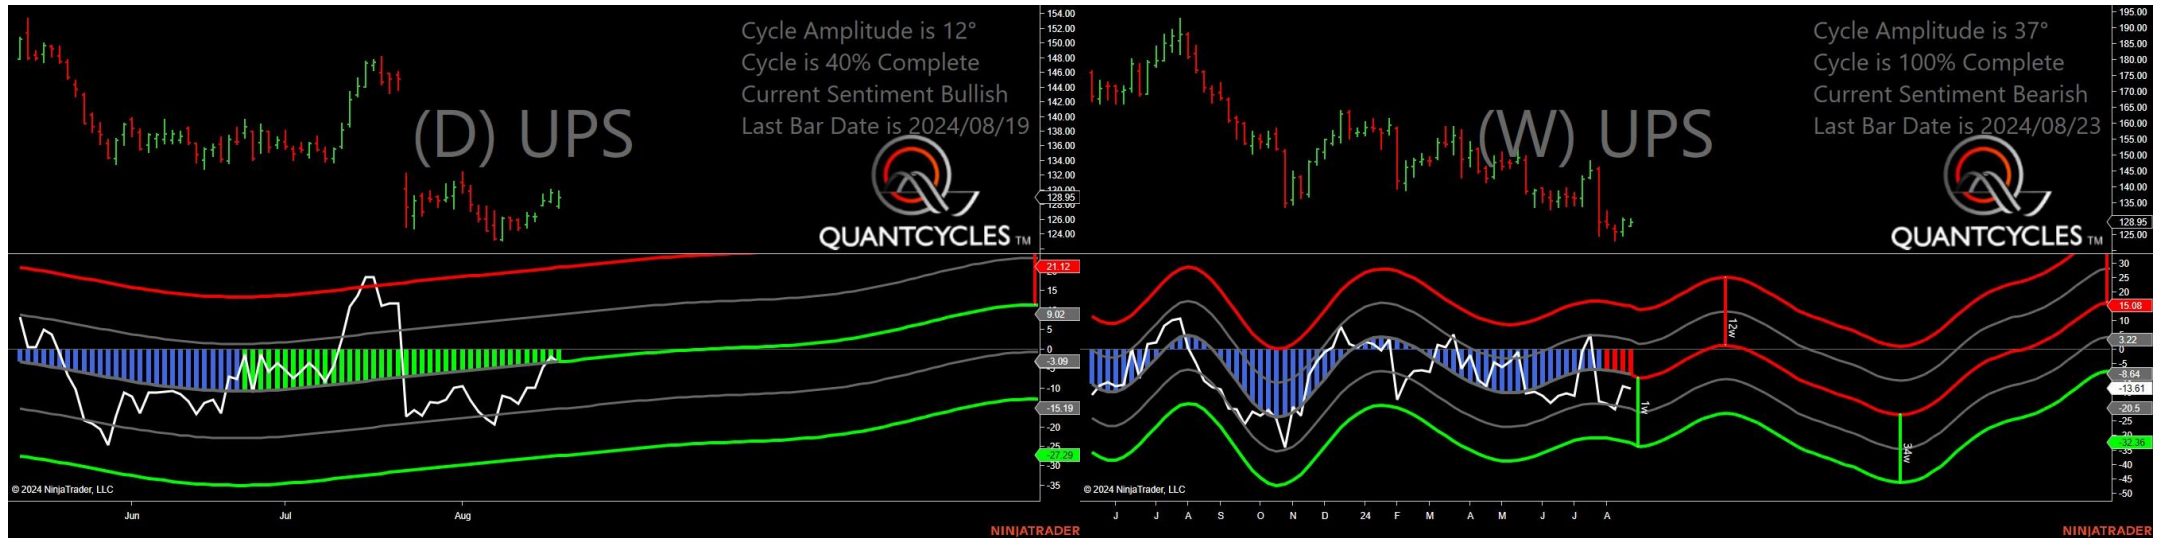 Cycle Amplitude is 12°
Cycle is 40% Complete
Current Sentiment Bullish
Last Bar Date is 2024/08/19
(D) UPS
QUANTCYCLES TM
154.00
152.00
150.00
148.00
146.00
144.00
142.00
140.00
138.00
136.00
134.00
132.00
128.95
126.00
124.00
21.12
15
9.02
5
0
-3.09
-10
-15.19
-20
-25
-27.29
-30
-35
© 2024 NinjaTrader, LLC
Jun Jul Aug
NINJATRADER
Cycle Amplitude is 37°
Cycle is 100% Complete
Current Sentiment Bearish
Last Bar Date is 2024/08/23
(W) UPS
QUANTCYCLES TM
195.00
190.00
185.00
180.00
175.00
170.00
165.00
160.00
155.00
150.00
145.00
140.00
135.00
128.95
125.00
30
25
20
15.08
10
3.22
0
-5
-8.64
-13.61
-20.5
-25
-32.36
-35
-40
-45
-50
12w
1w
34w
© 2024 NinjaTrader, LLC
J J A S O N D 24 F M A M J J A
NINJATRADER